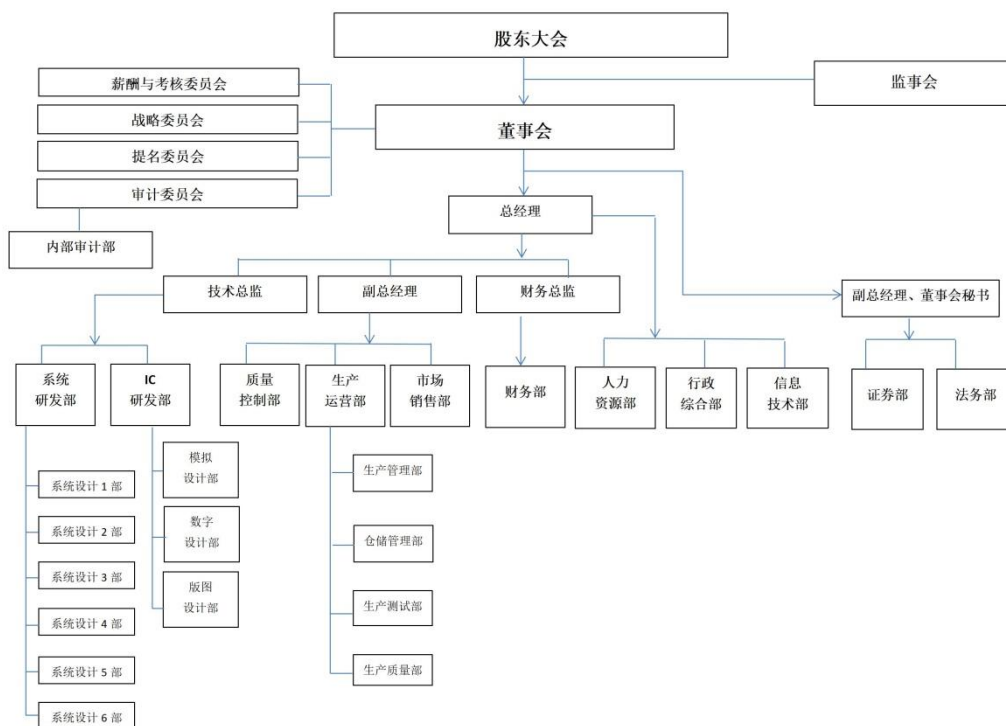 股东大会
薪酬与考核委员会
监事会
战略委员会
董事会
提名委员会
审计委员会
总经理
内部审计部
技术总监
副总经理
财务总监
副总经理、董事会秘书
系统
研发部
IC
研发部
质量
控制部
生产
运营部
市场
销售部
财务部
人力
资源部
行政
综合部
信息
技术部
证券部
法务部
模拟
设计部
生产管理部
系统设计 1 部
系统设计 2 部
数字
设计部
仓储管理部
系统设计 3 部
版图
设计部
生产测试部
系统设计 4 部
系统设计 5 部
生产质量部
系统设计 6 部